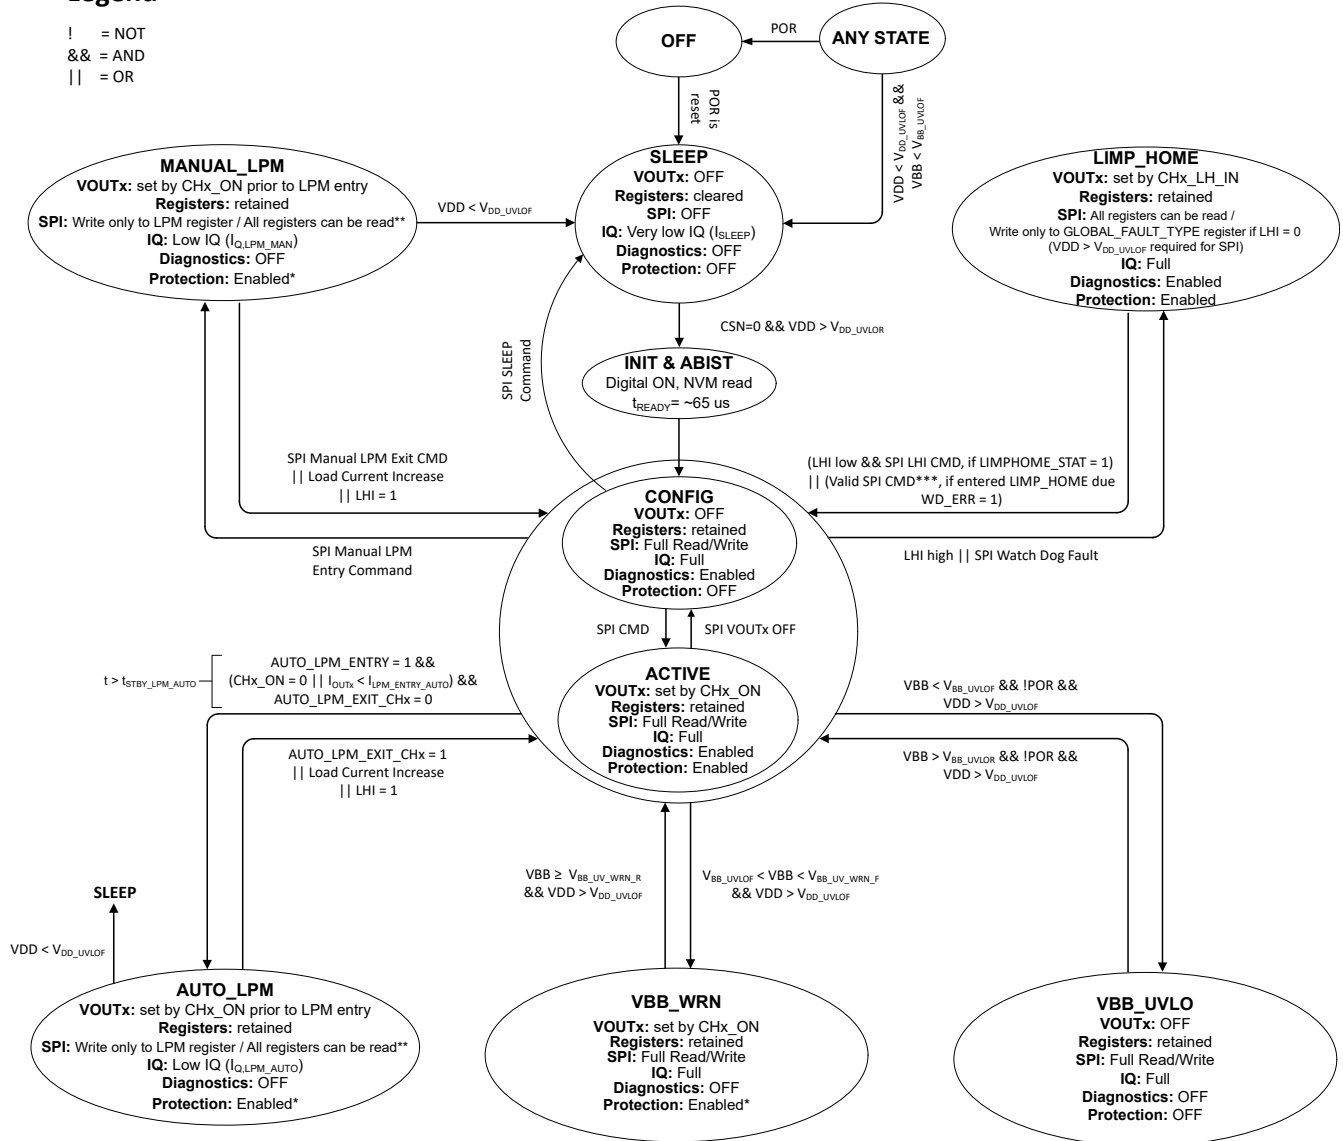 Legend
! = NOT
&& = AND
|| = OR
OFF
POR
ANY STATE
POR is
reset
VDD < VDD_UVLOF &&
VBB < VBB_UVLOF
MANUAL_LPM
VOUTx: set by CHx_ON prior to LPM entry
Registers: retained
SPI: Write only to LPM register / All registers can be read**
IQ: Low IQ (IQ,LPM_MAN)
Diagnostics: OFF
Protection: Enabled*
VDD < VDD_UVLOF
SLEEP
VOUTx: OFF
Registers: cleared
SPI: OFF
IQ: Very low IQ (ISLEEP)
Diagnostics: OFF
Protection: OFF
LIMP_HOME
VOUTx: set by CHx_LH_IN
Registers: retained
SPI: All registers can be read /
Write only to GLOBAL_FAULT_TYPE register if LHI = 0
(VDD > VDD_UVLOF required for SPI)
IQ: Full
Diagnostics: Enabled
Protection: Enabled
CSN=0 && VDD > VDD_UVLOR
SPI SLEEP
Command
INIT & ABIST
Digital ON, NVM read
tREADY= ~65 us
SPI Manual LPM Exit CMD
|| Load Current Increase
|| LHI = 1
(LHI low && SPI LHI CMD, if LIMPHOME_STAT = 1)
|| (Valid SPI CMD***, if entered LIMP_HOME due
WD_ERR = 1)
CONFIG
VOUTx: OFF
Registers: retained
SPI: Full Read/Write
IQ: Full
Diagnostics: Enabled
Protection: OFF
SPI Manual LPM
Entry Command
LHI high || SPI Watch Dog Fault
SPI CMD
SPI VOUTx OFF
t > tSTBY_LPM_AUTO
AUTO_LPM_ENTRY = 1 &&
(CHx_ON = 0 || IOUTx < ILPM_ENTRY_AUTO) &&
AUTO_LPM_EXIT_CHx = 0
ACTIVE
VOUTx: set by CHx_ON
Registers: retained
SPI: Full Read/Write
IQ: Full
Diagnostics: Enabled
Protection: Enabled
VBB < VBB_UVLOF && !POR &&
VDD > VDD_UVLOF
AUTO_LPM_EXIT_CHx = 1
|| Load Current Increase
|| LHI = 1
VBB > VBB_UVLOR && !POR &&
VDD > VDD_UVLOF
VBB ≥ VBB_UV_WRN_R
&& VDD > VDD_UVLOF
VBB_UVLOF < VBB < VBB_UV_WRN_F
&& VDD > VDD_UVLOF
SLEEP
VDD < VDD_UVLOF
AUTO_LPM
VOUTx: set by CHx_ON prior to LPM entry
Registers: retained
SPI: Write only to LPM register / All registers can be read**
IQ: Low IQ (IQ,LPM_AUTO)
Diagnostics: OFF
Protection: Enabled*
VBB_WRN
VOUTx: set by CHx_ON
Registers: retained
SPI: Full Read/Write
IQ: Full
Diagnostics: OFF
Protection: Enabled*
VBB_UVLO
VOUTx: OFF
Registers: retained
SPI: Full Read/Write
IQ: Full
Diagnostics: OFF
Protection: OFF